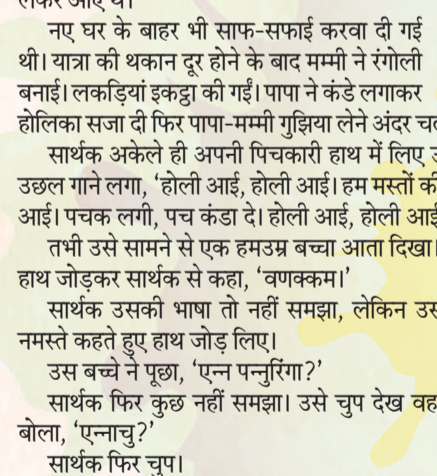 लेकर आए थे।
नए घर के बाहर भी साफ-सफाई करवा दी गई
थी। यात्रा की थकान दूर होने के बाद मम्मी ने रंगोली
बनाई। लकड़ियां इकट्ठा की गईं। पापा ने कंडे लगाकर
होलिका सजा दी फिर पापा-मम्मी गुझिया लेने अंदर
सार्थक अकेले ही अपनी पिचकारी हाथ में लिए
उछल गाने लगा, ‘होली आई, होली आई। हम मस्तों की
आई। पचक लगी, पच कंडा दे। होली आई, होली आई
तभी उसे सामने से एक हमउम्र बच्चा आता दिखा।
हाथ जोड़कर सार्थक से कहा, ‘वणक्कम।’
सार्थक उसकी भाषा तो नहीं समझा, लेकिन
नमस्ते कहते हुए हाथ जोड़ लिए।
उस बच्चे ने पूछा, ‘एन्न पन्नुरिंगा?’
सार्थक फिर कुछ नहीं समझा। उसे चुप देख वह
बोला, ‘एन्नाचु?’
सार्थक फिर चुप।